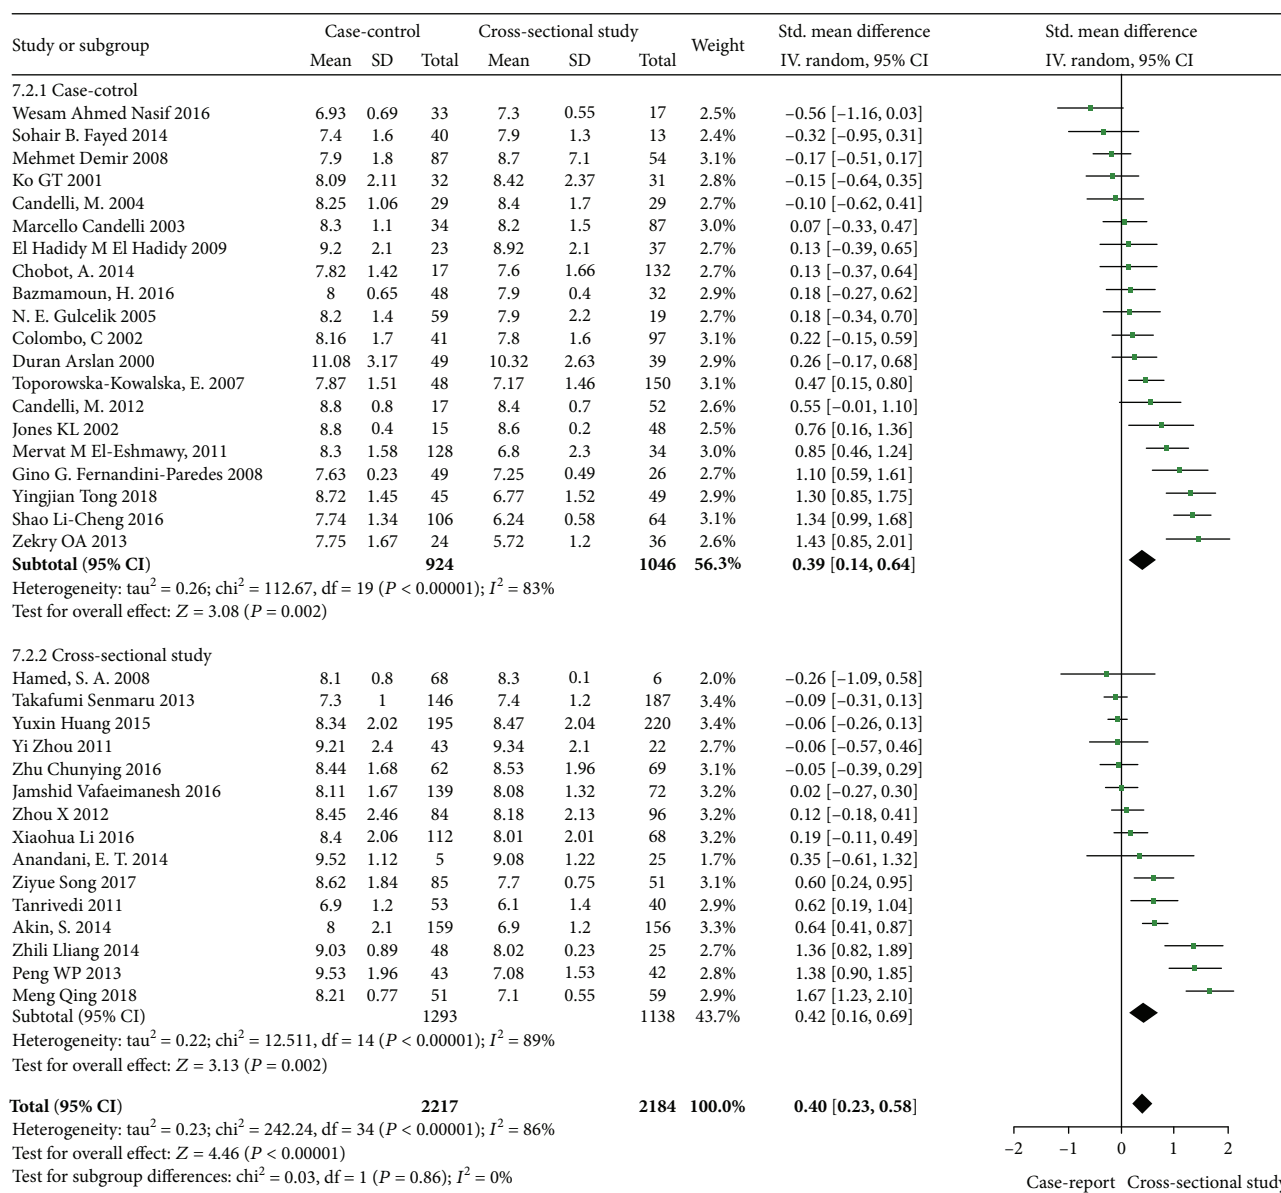 Study or subgroup Case-control Cross-sectional study Weight Std. mean difference Std. mean difference
Mean SD Total Mean SD Total IV. random, 95% CI IV. random, 95% CI
7.2.1 Case-cotrol
Wesam Ahmed Nasif 2016 6.93 0.69 33 7.3 0.55 17 2.5% −0.56 [−1.16, 0.03]
Sohair B. Fayed 2014 7.4 1.6 40 7.9 1.3 13 2.4% −0.32 [−0.95, 0.31]
Mehmet Demir 2008 7.9 1.8 87 8.7 7.1 54 3.1% −0.17 [−0.51, 0.17]
Ko GT 2001 8.09 2.11 32 8.42 2.37 31 2.8% −0.15 [−0.64, 0.35]
Candelli, M. 2004 8.25 1.06 29 8.4 1.7 29 2.7% −0.10 [−0.62, 0.41]
Marcello Candelli 2003 8.3 1.1 34 8.2 1.5 87 3.0% 0.07 [−0.33, 0.47]
El Hadidy M El Hadidy 2009 9.2 2.1 23 8.92 2.1 37 2.7% 0.13 [−0.39, 0.65]
Chobot, A. 2014 7.82 1.42 17 7.6 1.66 132 2.7% 0.13 [−0.37, 0.64]
Bazmamoun, H. 2016 8 0.65 48 7.9 0.4 32 2.9% 0.18 [−0.27, 0.62]
N. E. Gulcelik 2005 8.2 1.4 59 7.9 2.2 19 2.7% 0.18 [−0.34, 0.70]
Colombo, C 2002 8.16 1.7 41 7.8 1.6 97 3.1% 0.22 [−0.15, 0.59]
Duran Arslan 2000 11.08 3.17 49 10.32 2.63 39 2.9% 0.26 [−0.17, 0.68]
Toporowska-Kowalska, E. 2007 7.87 1.51 48 7.17 1.46 150 3.1% 0.47 [0.15, 0.80]
Candelli, M. 2012 8.8 0.8 17 8.4 0.7 52 2.6% 0.55 [−0.01, 1.10]
Jones KL 2002 8.8 0.4 15 8.6 0.2 48 2.5% 0.76 [0.16, 1.36]
Mervat M El-Eshmawy, 2011 8.3 1.58 128 6.8 2.3 34 3.0% 0.85 [0.46, 1.24]
Gino G. Fernandini-Paredes 2008 7.63 0.23 49 7.25 0.49 26 2.7% 1.10 [0.59, 1.61]
Yingjian Tong 2018 8.72 1.45 45 6.77 1.52 49 2.9% 1.30 [0.85, 1.75]
Shao Li-Cheng 2016 7.74 1.34 106 6.24 0.58 64 3.1% 1.34 [0.99, 1.68]
Zekry OA 2013 7.75 1.67 24 5.72 1.2 36 2.6% 1.43 [0.85, 2.01]
Subtotal (95% CI) 924 1046 56.3% 0.39 [0.14, 0.64]
Heterogeneity: tau² = 0.26; chi² = 112.67, df = 19 (P < 0.00001); I² = 83%
Test for overall effect: Z = 3.08 (P = 0.002)
7.2.2 Cross-sectional study
Hamed, S. A. 2008 8.1 0.8 68 8.3 0.1 6 2.0% −0.26 [−1.09, 0.58]
Takafumi Senmaru 2013 7.3 1 146 7.4 1.2 187 3.4% −0.09 [−0.31, 0.13]
Yuxin Huang 2015 8.34 2.02 195 8.47 2.04 220 3.4% −0.06 [−0.26, 0.13]
Yi Zhou 2011 9.21 2.4 43 9.34 2.1 22 2.7% −0.06 [−0.57, 0.46]
Zhu Chunying 2016 8.44 1.68 62 8.53 1.96 69 3.1% −0.05 [−0.39, 0.29]
Jamshid Vafaeimanesh 2016 8.11 1.67 139 8.08 1.32 72 3.2% 0.02 [−0.27, 0.30]
Zhou X 2012 8.45 2.46 84 8.18 2.13 96 3.2% 0.12 [−0.18, 0.41]
Xiaohua Li 2016 8.4 2.06 112 8.01 2.01 68 3.2% 0.19 [−0.11, 0.49]
Anandani, E. T. 2014 9.52 1.12 5 9.08 1.22 25 1.7% 0.35 [−0.61, 1.32]
Ziyue Song 2017 8.62 1.84 85 7.7 0.75 51 3.1% 0.60 [0.24, 0.95]
Tanrivedi 2011 6.9 1.2 53 6.1 1.4 40 2.9% 0.62 [0.19, 1.04]
Akin, S. 2014 8 2.1 159 6.9 1.2 156 3.3% 0.64 [0.41, 0.87]
Zhili Lliang 2014 9.03 0.89 48 8.02 0.23 25 2.7% 1.36 [0.82, 1.89]
Peng WP 2013 9.53 1.96 43 7.08 1.53 42 2.8% 1.38 [0.90, 1.85]
Meng Qing 2018 8.21 0.77 51 7.1 0.55 59 2.9% 1.67 [1.23, 2.10]
Subtotal (95% CI) 1293 1138 43.7% 0.42 [0.16, 0.69]
Heterogeneity: tau² = 0.22; chi² = 12.511, df = 14 (P < 0.00001); I² = 89%
Test for overall effect: Z = 3.13 (P = 0.002)
Total (95% CI) 2217 2184 100.0% 0.40 [0.23, 0.58]
Heterogeneity: tau² = 0.23; chi² = 242.24, df = 34 (P < 0.00001); I² = 86%
Test for overall effect: Z = 4.46 (P < 0.00001)
Test for subgroup differences: chi² = 0.03, df = 1 (P = 0.86); I² = 0%
−2 −1 0 1 2
Case-report Cross-sectional study